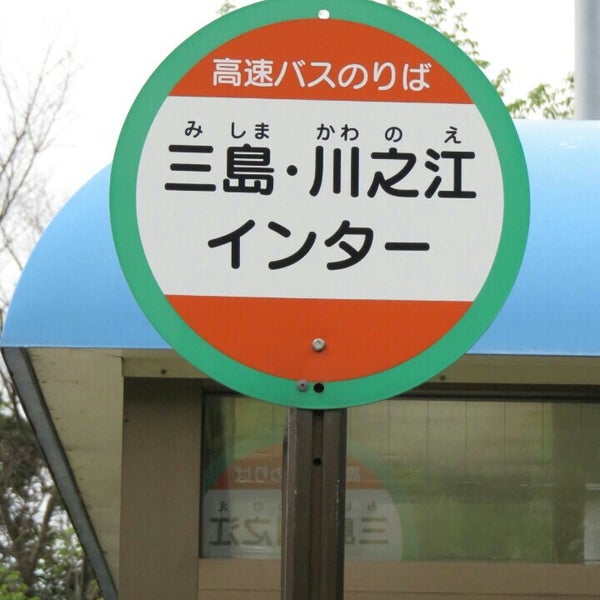 高速バスのりば
みしま かわのえ
三島・川之江
インター